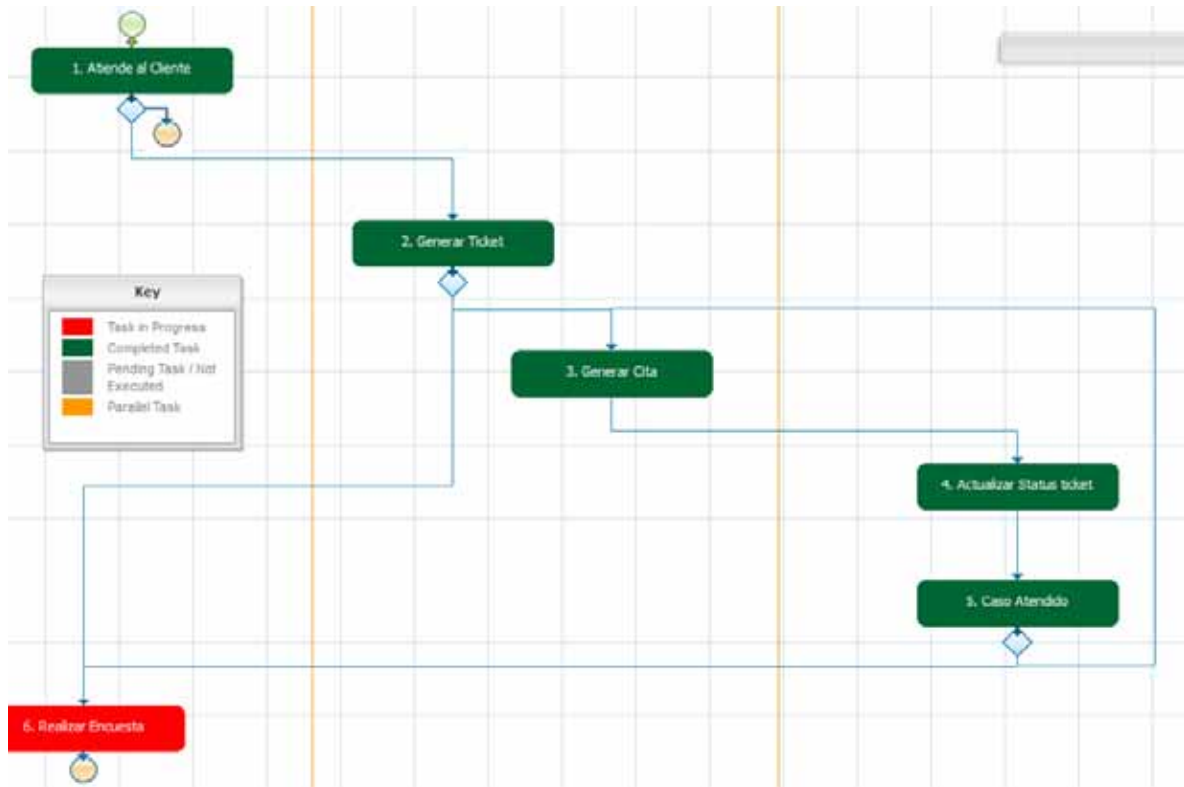 1. Atiende al Cliente
2. Generar Ticket
Key
Task in Progress
Completed Task
Pending Task / Not
Executed
Parallel Task
3. Generar Cita
4. Actualizar Status ticket
5. Caso Atendido
6. Realizar Encuesta